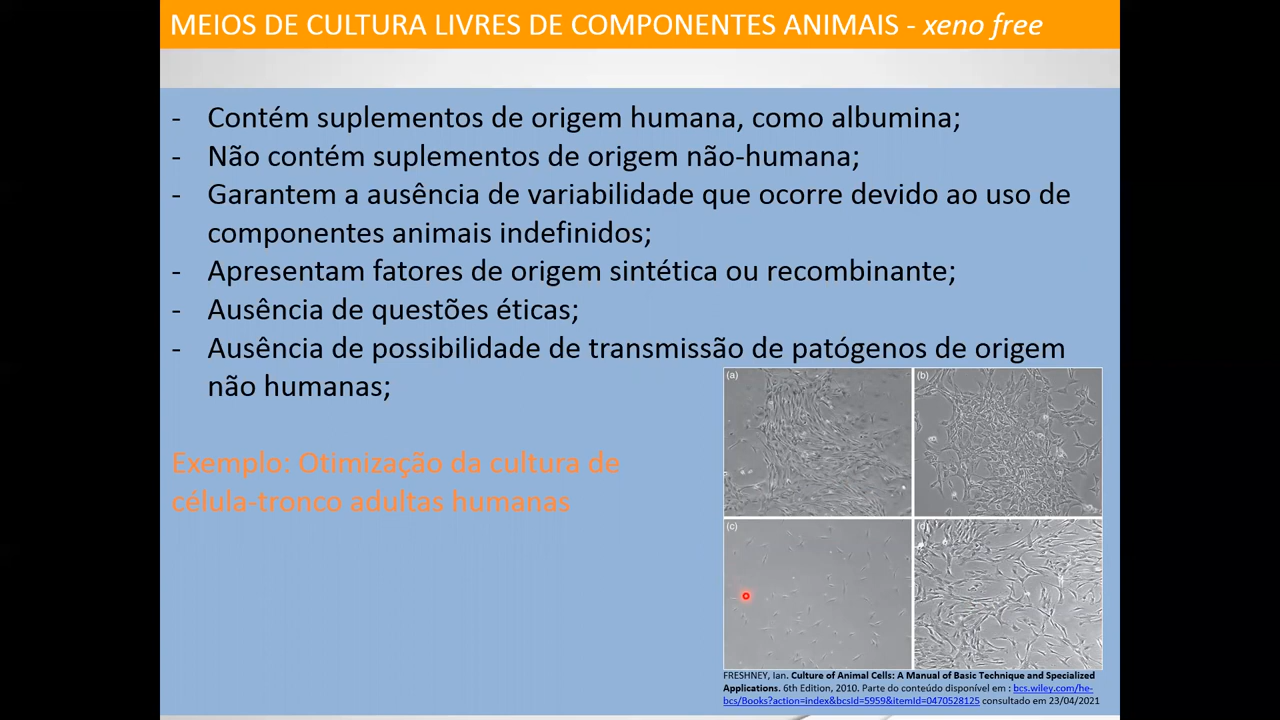 MEIOS DE CULTURA LIVRES DE COMPONENTES ANIMAIS - xeno free
- Contém suplementos de origem humana, como albumina;
- Não contém suplementos de origem não-humana;
- Garantem a ausência de variabilidade que ocorre devido ao uso de
componentes animais indefinidos;
- Apresentam fatores de origem sintética ou recombinante;
- Ausência de questões éticas;
- Ausência de possibilidade de transmissão de patógenos de origem
não humanas;
Exemplo: Otimização da cultura de
célula-tronco adultas humanas
(a)
(b)
(c)
(d)
FRESHNEY, Ian. Culture of Animal Cells: A Manual of Basic Technique and Specialized
Applications. 6th Edition, 2010. Parte do conteúdo disponível em : bcs.wiley.com/he-
bcs/Books?action=index&bcsId=5959&itemId=0470528125 consultado em 23/04/2021